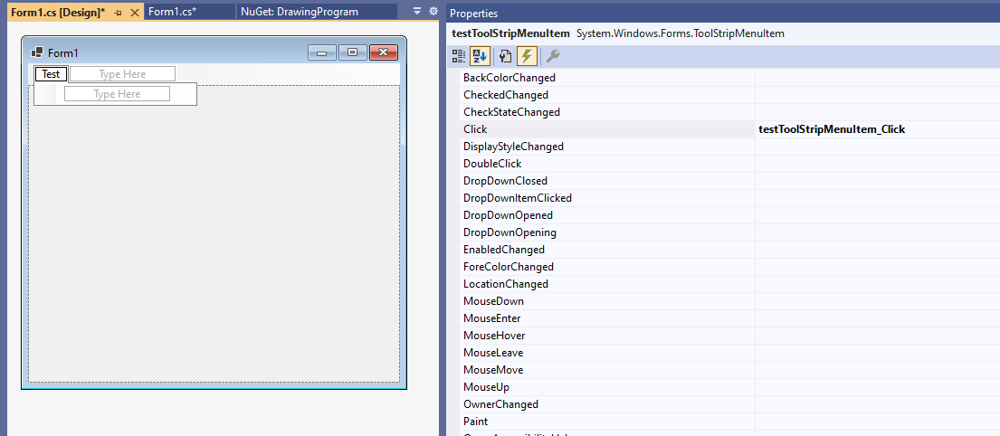 Form1.cs [Design]*
Form1.cs*
NuGet: DrawingProgram
Form1
Test
Type Here
Type Here
Properties
testToolStripMenuItem System.Windows.Forms.ToolStripMenuItem
BackColorChanged
CheckedChanged
CheckStateChanged
Click testToolStripMenuItem_Click
DisplayStyleChanged
DoubleClick
DropDownClosed
DropDownItemClicked
DropDownOpened
DropDownOpening
EnabledChanged
ForeColorChanged
LocationChanged
MouseDown
MouseEnter
MouseHover
MouseLeave
MouseMove
MouseUp
OwnerChanged
Paint